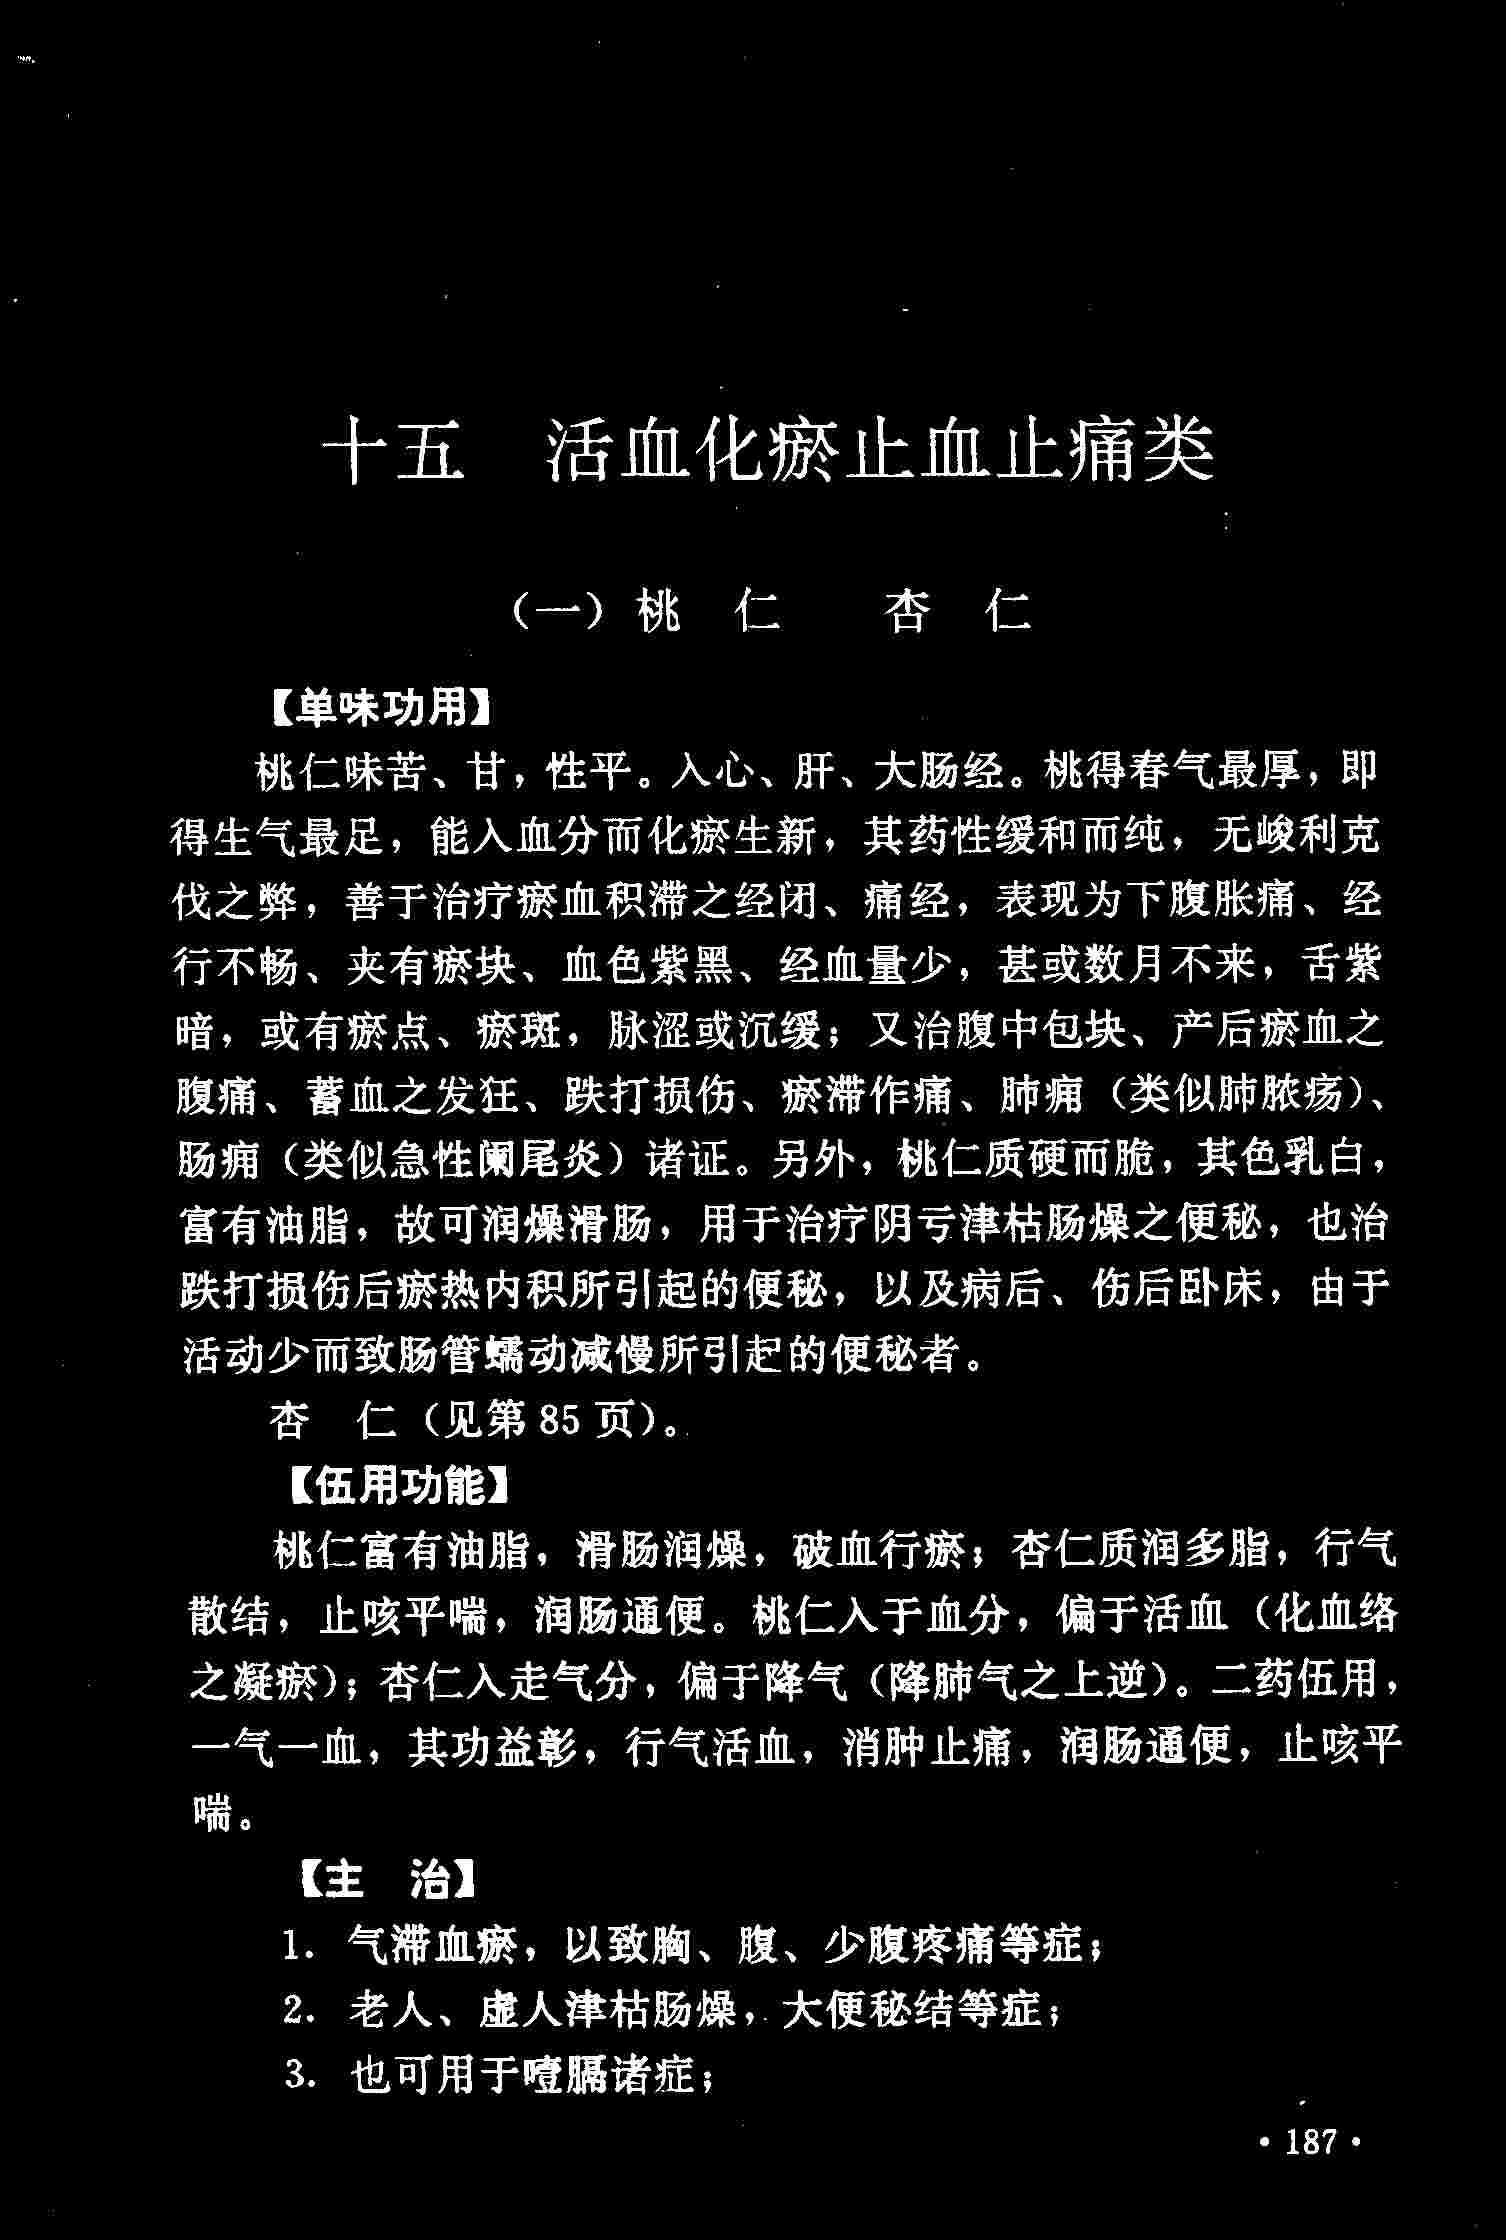 十五　活血化瘀止血止痛类
（一）桃　仁　　杏　仁
【单味功用】
桃仁味苦、甘，性平。入心、肝、大肠经。桃得春气最厚，即
得生气最足，能入血分而化瘀生新，其药性缓和而纯，无峻利克
伐之弊，善于治疗瘀血积滞之经闭、痛经，表现为下腹胀痛、经
行不畅、夹有瘀块、血色紫黑、经血量少，甚或数月不来，舌紫
暗，或有瘀点、瘀斑，脉涩或沉缓；又治腹中包块、产后瘀血之
腹痛、蓄血之发狂、跌打损伤、瘀滞作痛、肺痈（类似肺脓疡）、
肠痈（类似急性阑尾炎）诸证。另外，桃仁质硬而脆，其色乳白，
富有油脂，故可润燥滑肠，用于治疗阴亏津枯肠燥之便秘，也治
跌打损伤后瘀热内积所引起的便秘，以及病后、伤后卧床，由于
活动少而致肠管蠕动减慢所引起的便秘者。
杏　仁（见第 85 页）。
【伍用功能】
桃仁富有油脂，滑肠润燥，破血行瘀；杏仁质润多脂，行气
散结，止咳平喘，润肠通便。桃仁入于血分，偏于活血（化血络
之凝瘀）；杏仁入走气分，偏于降气（降肺气之上逆）。二药伍用，
一气一血，其功益彰，行气活血，消肿止痛，润肠通便，止咳平
喘。
【主　治】
1. 气滞血瘀，以致胸、腹、少腹疼痛等症；
2. 老人、虚人津枯肠燥，大便秘结等症；
3. 也可用于噎膈诸症；
· 187 ·